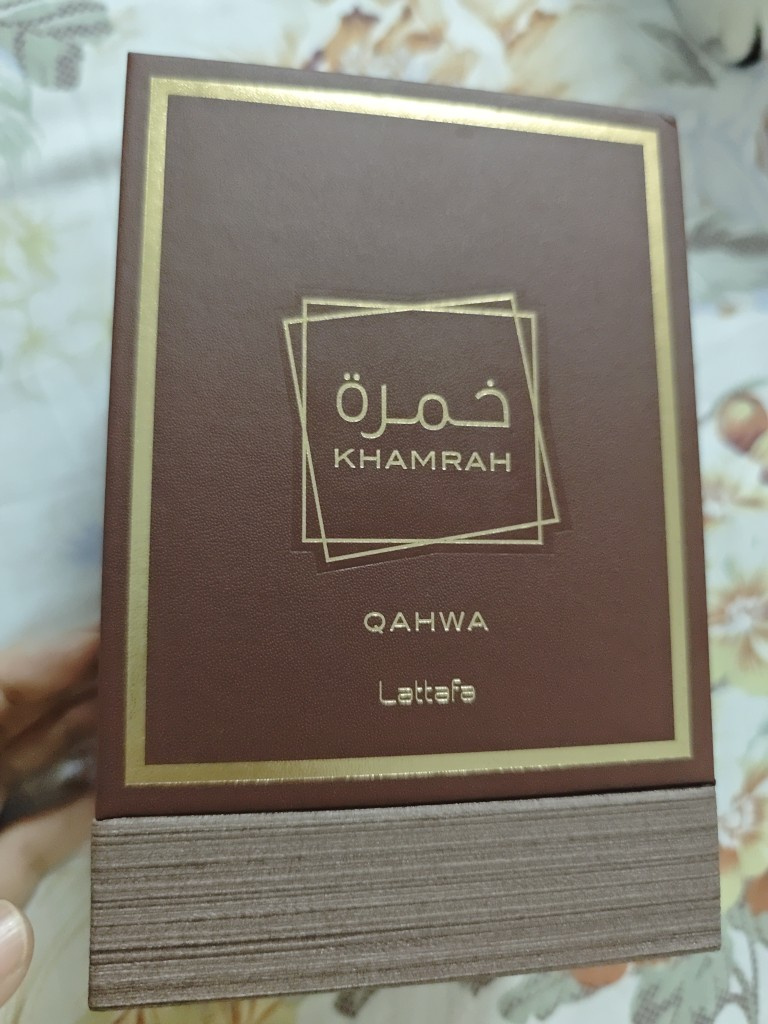 خمرة
KHAMRAH
QAHWA
Lattafa